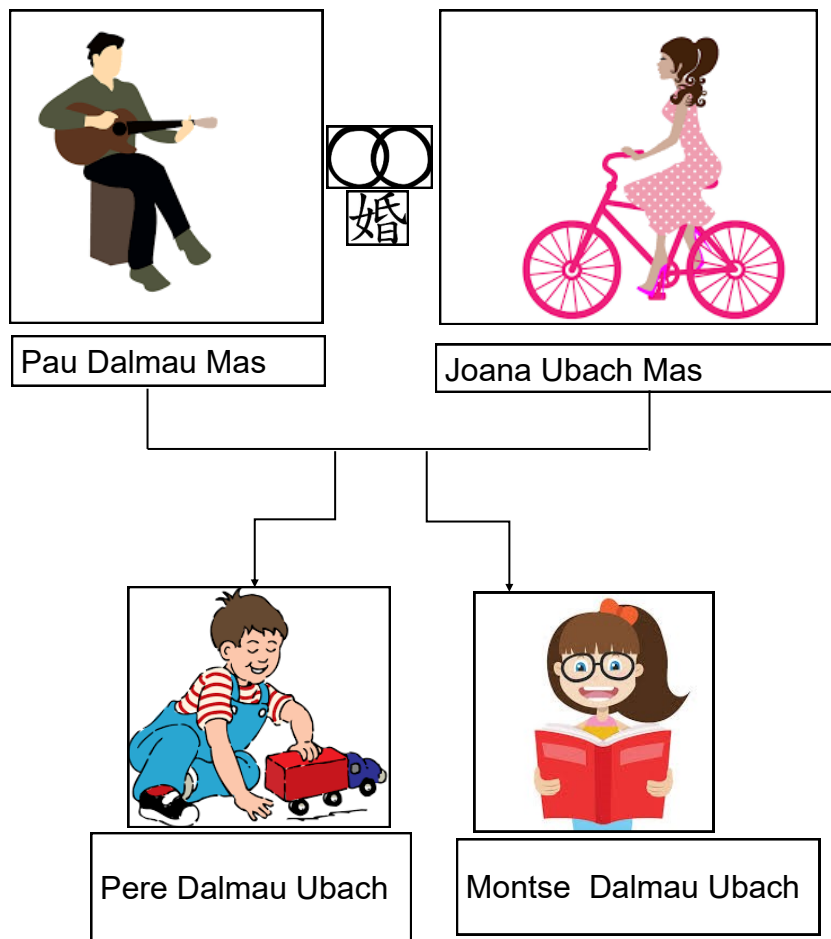 婚
Pau Dalmau Mas
Joana Ubach Mas
Pere Dalmau Ubach
Montse  Dalmau Ubach